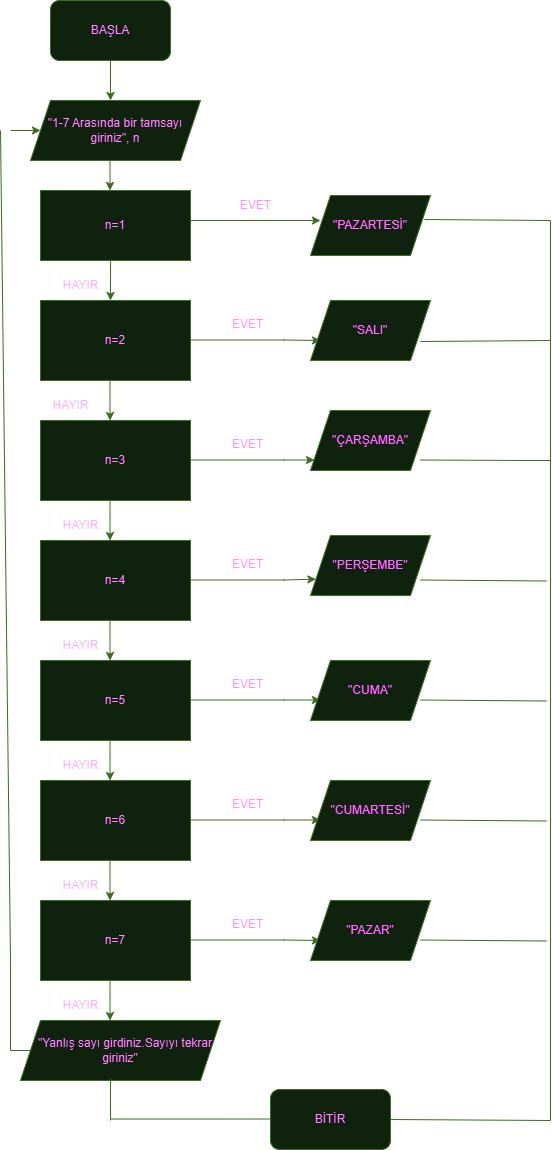 BAŞLA
"1-7 Arasında bir tamsayı
giriniz", n
n=1
EVET
"PAZARTESİ"
HAYIR
n=2
EVET
"SALI"
HAYIR
n=3
EVET
"ÇARŞAMBA"
HAYIR
n=4
EVET
"PERŞEMBE"
HAYIR
n=5
EVET
"CUMA"
HAYIR
n=6
EVET
"CUMARTESİ"
HAYIR
n=7
EVET
"PAZAR"
HAYIR
"Yanlış sayı girdiniz.Sayıyı tekrar
giriniz"
BİTİR